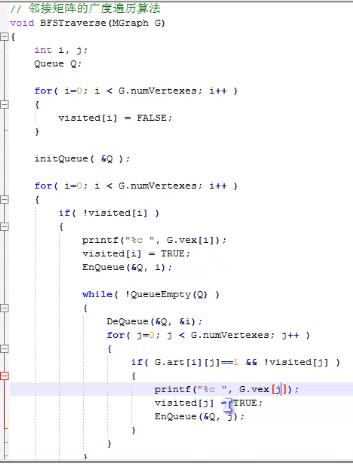 // 邻接矩阵的广度遍历算法
void BFSTraverse(MGraph G)
{
    int i, j;
    Queue Q;

    for( i=0; i < G.numVertexes; i++ )
    {
        visited[i] = FALSE;
    }

    initQueue( &Q );

    for( i=0; i < G.numVertexes; i++ )
    {
        if( !visited[i] )
        {
            printf("%c ", G.vex[i]);
            visited[i] = TRUE;
            EnQueue(&Q, i);

            while( !QueueEmpty(Q) )
            {
                DeQueue(&Q, &i);
                for( j=0; j < G.numVertexes; j++ )
                {
                    if( G.art[i][j]==1 && !visited[j] )
                    {
                        printf("%c ", G.vex[j]);
                        visited[j] = TRUE;
                        EnQueue(&Q, j);
                    }
                }
            }